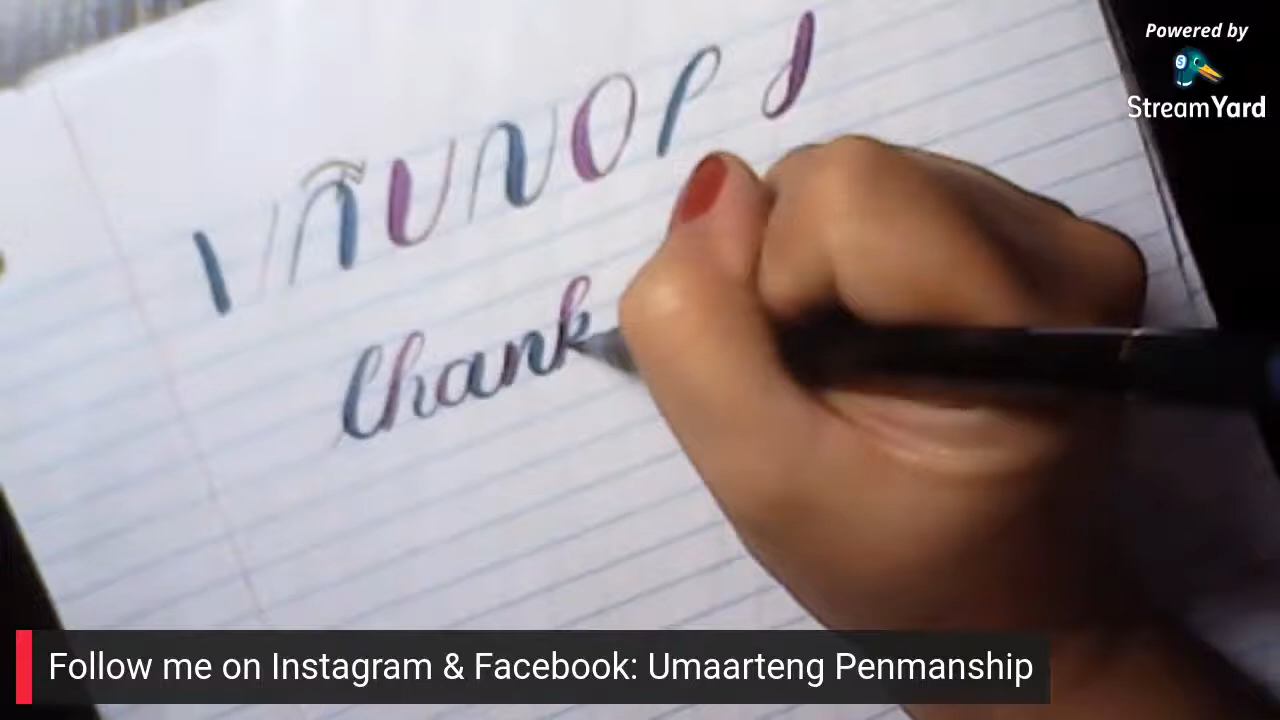 Powered by
StreamYard
thank
Follow me on Instagram & Facebook: Umaarteng Penmanship